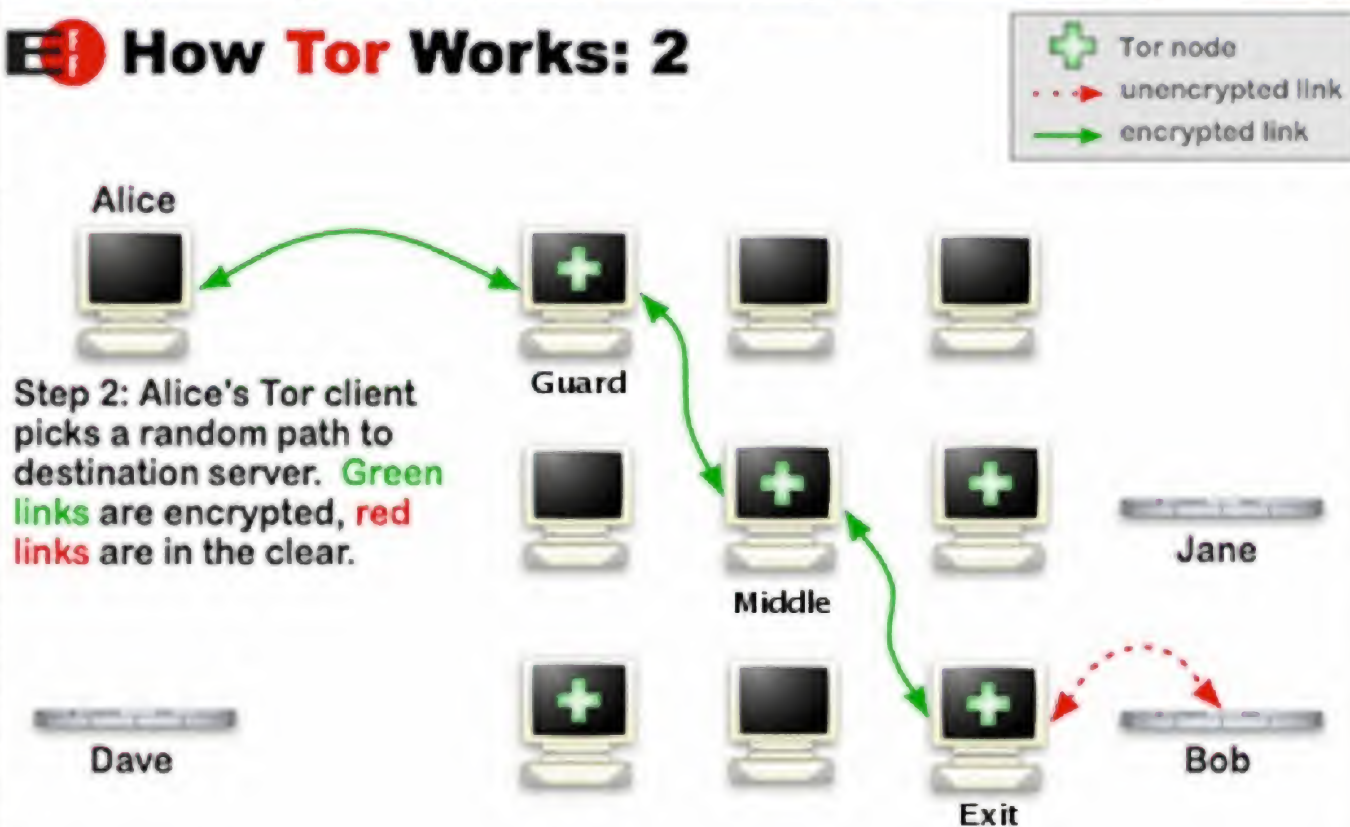 EFF How Tor Works: 2
Tor node
unencrypted link
encrypted link
Alice
Step 2: Alice's Tor client
picks a random path to
destination server. Green
links are encrypted, red
links are in the clear.
Guard
Middle
Jane
Dave
Bob
Exit